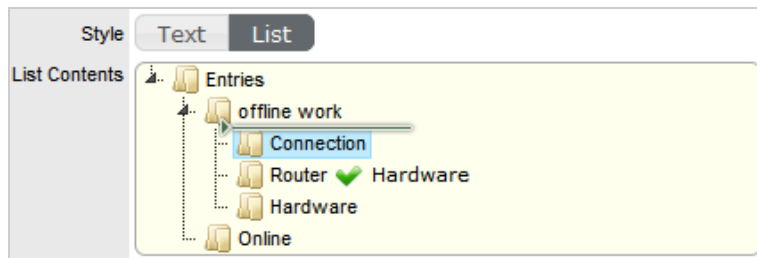 Style Text List
List Contents Entries
offline work
Connection
Router Hardware
Hardware
Online